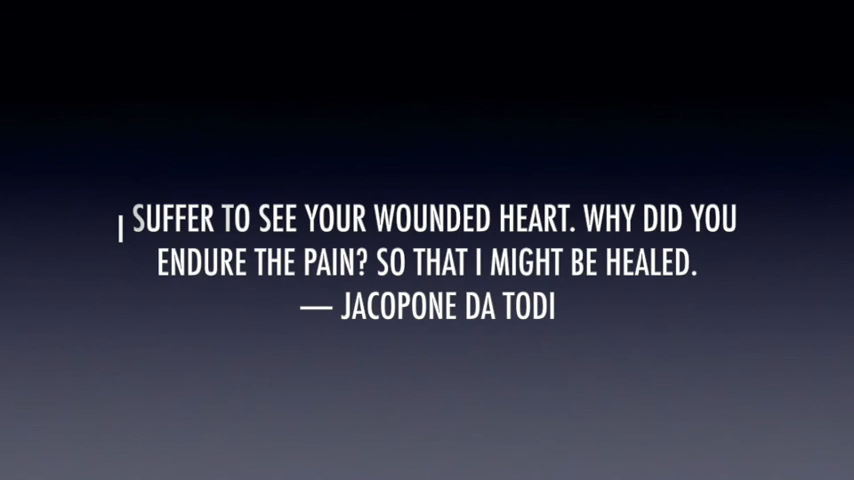 I SUFFER TO SEE YOUR WOUNDED HEART. WHY DID YOU
ENDURE THE PAIN? SO THAT I MIGHT BE HEALED.
— JACOPONE DA TODI